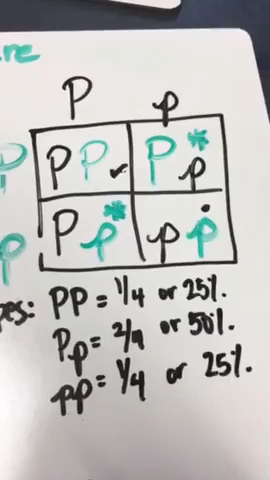 P p
P P P ✓ P p *
p P p * p p
PP = 1/4 or 25%.
Pp = 2/4 or 50%.
pp = 1/4 or 25%.